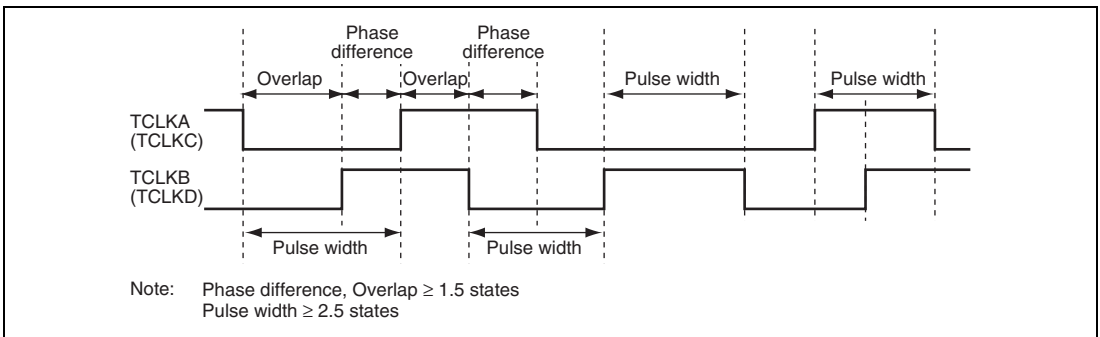 Phase difference
Phase difference
Overlap
Overlap
Pulse width
Pulse width
TCLKA
(TCLKC)
TCLKB
(TCLKD)
Pulse width
Pulse width
Note: Phase difference, Overlap ≥ 1.5 states
Pulse width ≥ 2.5 states